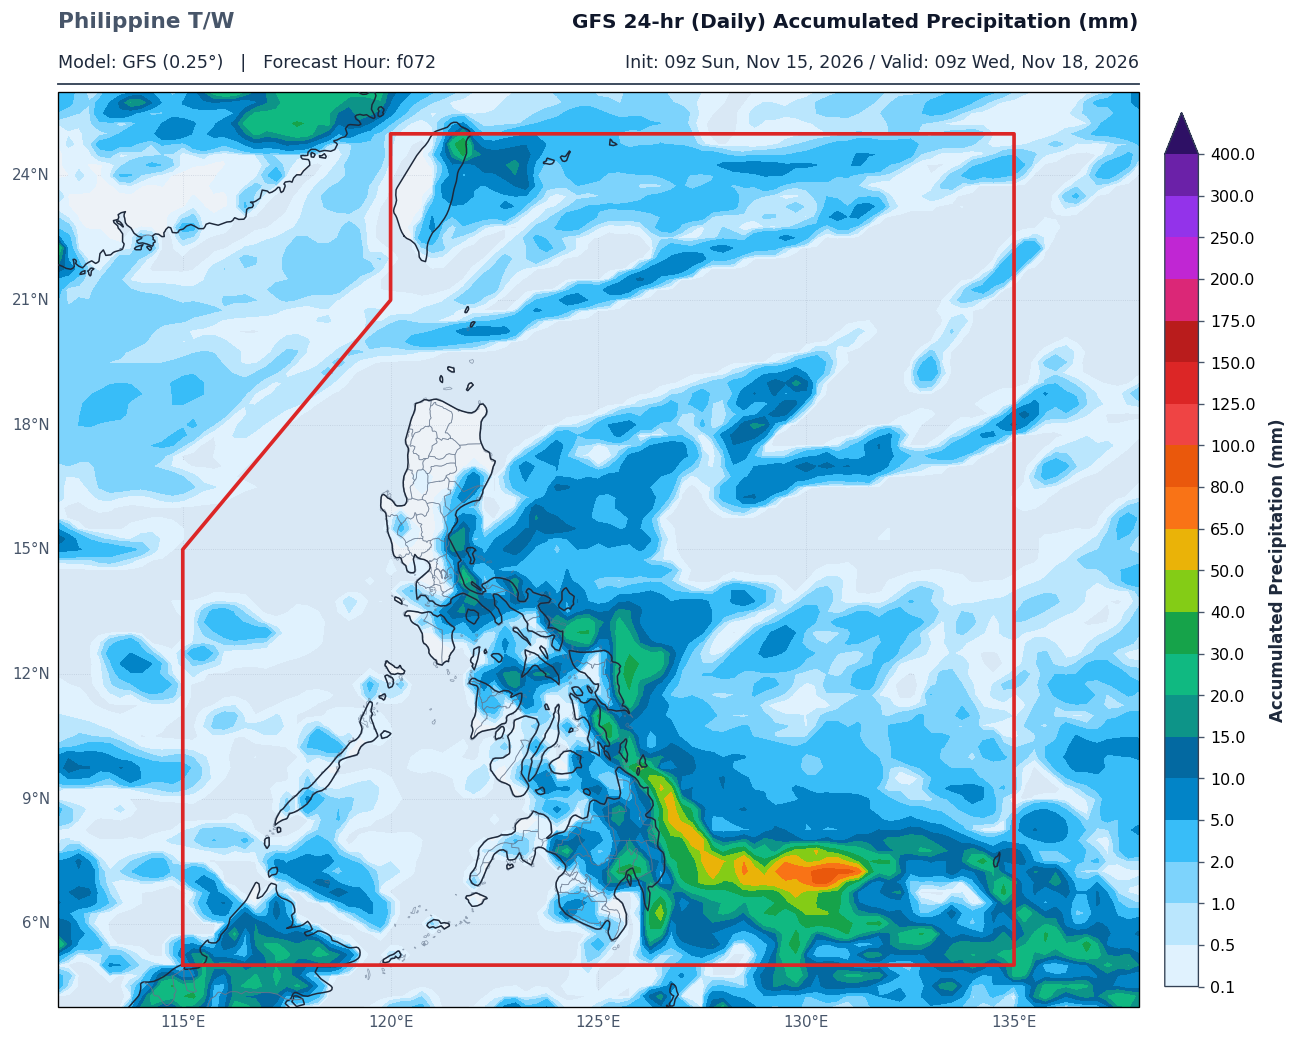 Philippine T/W
GFS 24-hr (Daily) Accumulated Precipitation (mm)
Model: GFS (0.25°)   |   Forecast Hour: f072
Init: 09z Sun, Nov 15, 2026 / Valid: 09z Wed, Nov 18, 2026
24°N
21°N
18°N
15°N
12°N
9°N
6°N
115°E
120°E
125°E
130°E
135°E
400.0
300.0
250.0
200.0
175.0
150.0
125.0
100.0
80.0
65.0
50.0
40.0
30.0
20.0
15.0
10.0
5.0
2.0
1.0
0.5
0.1
Accumulated Precipitation (mm)